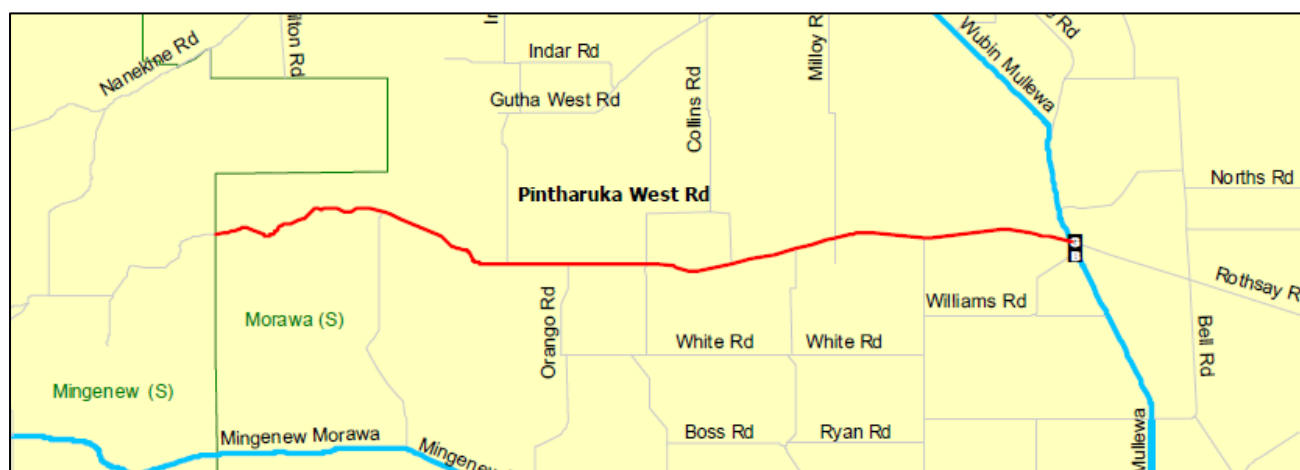 Nanekine Rd
ilton Rd
Indar Rd
Gutha West Rd
Collins Rd
Milloy R
Wubin Mullewa
e Rd
Norths Rd
Pintharuka West Rd
Rothsay R
Williams Rd
Bell Rd
Morawa (S)
Orango Rd
White Rd
White Rd
Mingenew (S)
Mingenew Morawa
Mingenew
Boss Rd
Ryan Rd
Mullewa